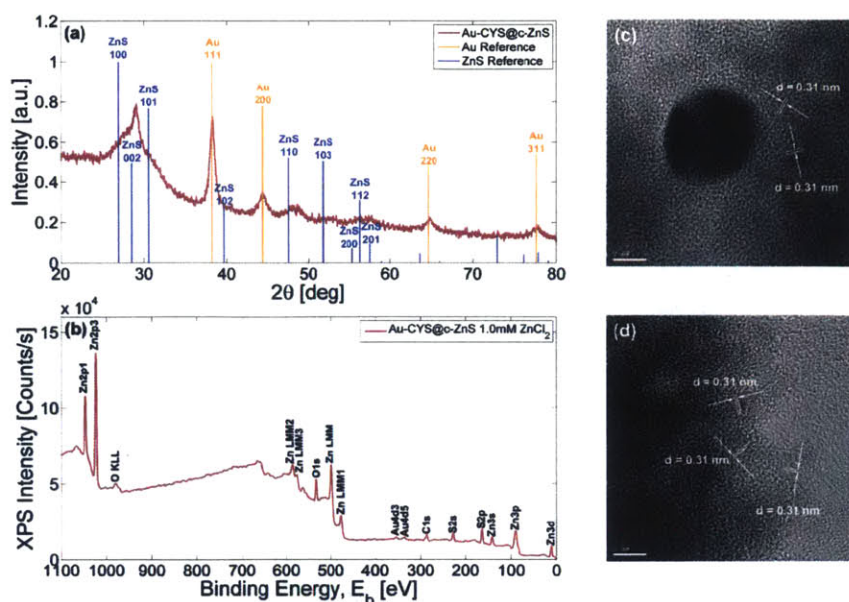 (a)
Au-CYS@c-ZnS
Au Reference
ZnS Reference
ZnS
100
ZnS
101
ZnS
002
Au
111
ZnS
102
Au
200
ZnS
110
ZnS
103
ZnS
112
ZnS
200
ZnS
201
Au
220
Au
311
Intensity [a.u.]
1.2
1
0.8
0.6
0.4
0.2
0
20 30 40 50 60 70 80
2θ [deg]
(b)
x 10⁴
Au-CYS@c-ZnS 1.0mM ZnCl₂
XPS Intensity [Counts/s]
15
10
5
0
Zn2p1
Zn2p3
O KLL
Zn LMM2
Zn LMM3
O1s
Zn LMM
Zn LMM1
Au4d3
Au4d5
C1s
S2s
S2p
Zn3s
Zn3p
Zn3d
1100 1000 900 800 700 600 500 400 300 200 100 0
Binding Energy, E_b [eV]
(c)
d = 0.31 nm
d = 0.31 nm
(d)
d = 0.31 nm
d = 0.31 nm
d = 0.31 nm